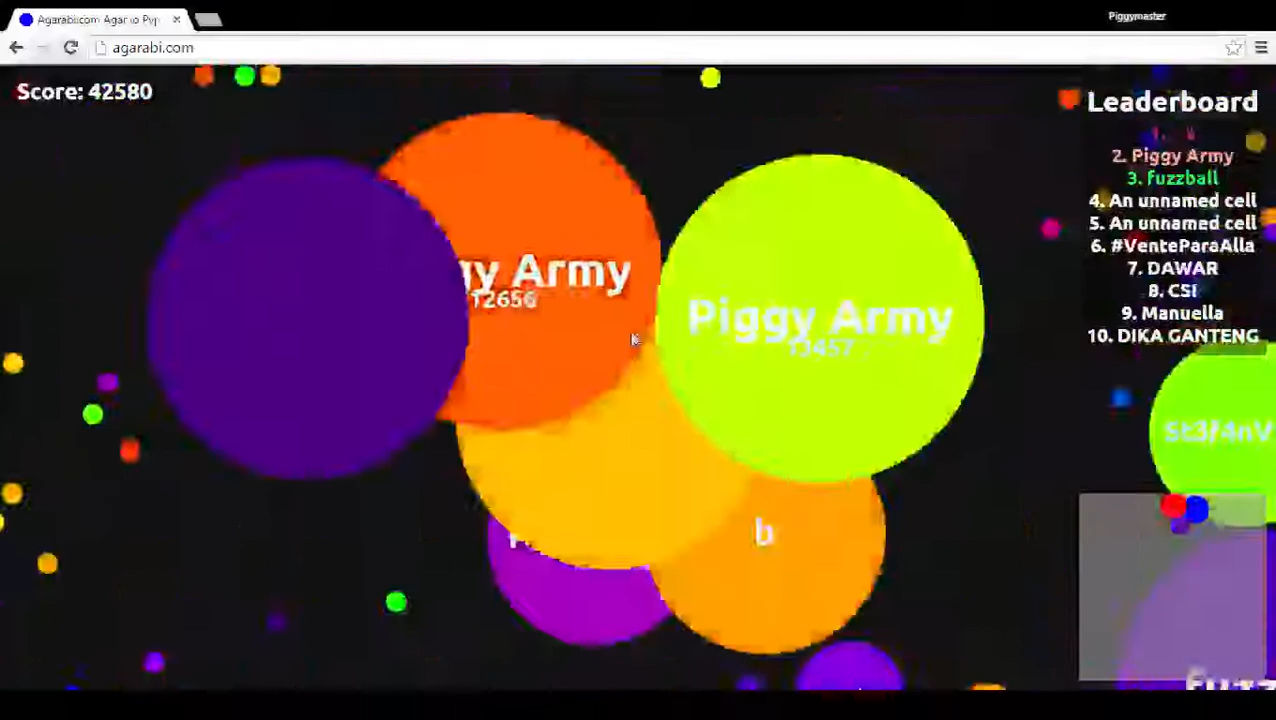 Agarabi.com Agar io Pvp
Piggymaster
agarabi.com
Score: 42580
Leaderboard
2. Piggy Army
3. fuzzball
4. An unnamed cell
5. An unnamed cell
6. #VenteParaAlla
7. DAWAR
8. CSI
9. Manuella
10. DIKA GANTENG
gy Army
12656
Piggy Army
13457
b